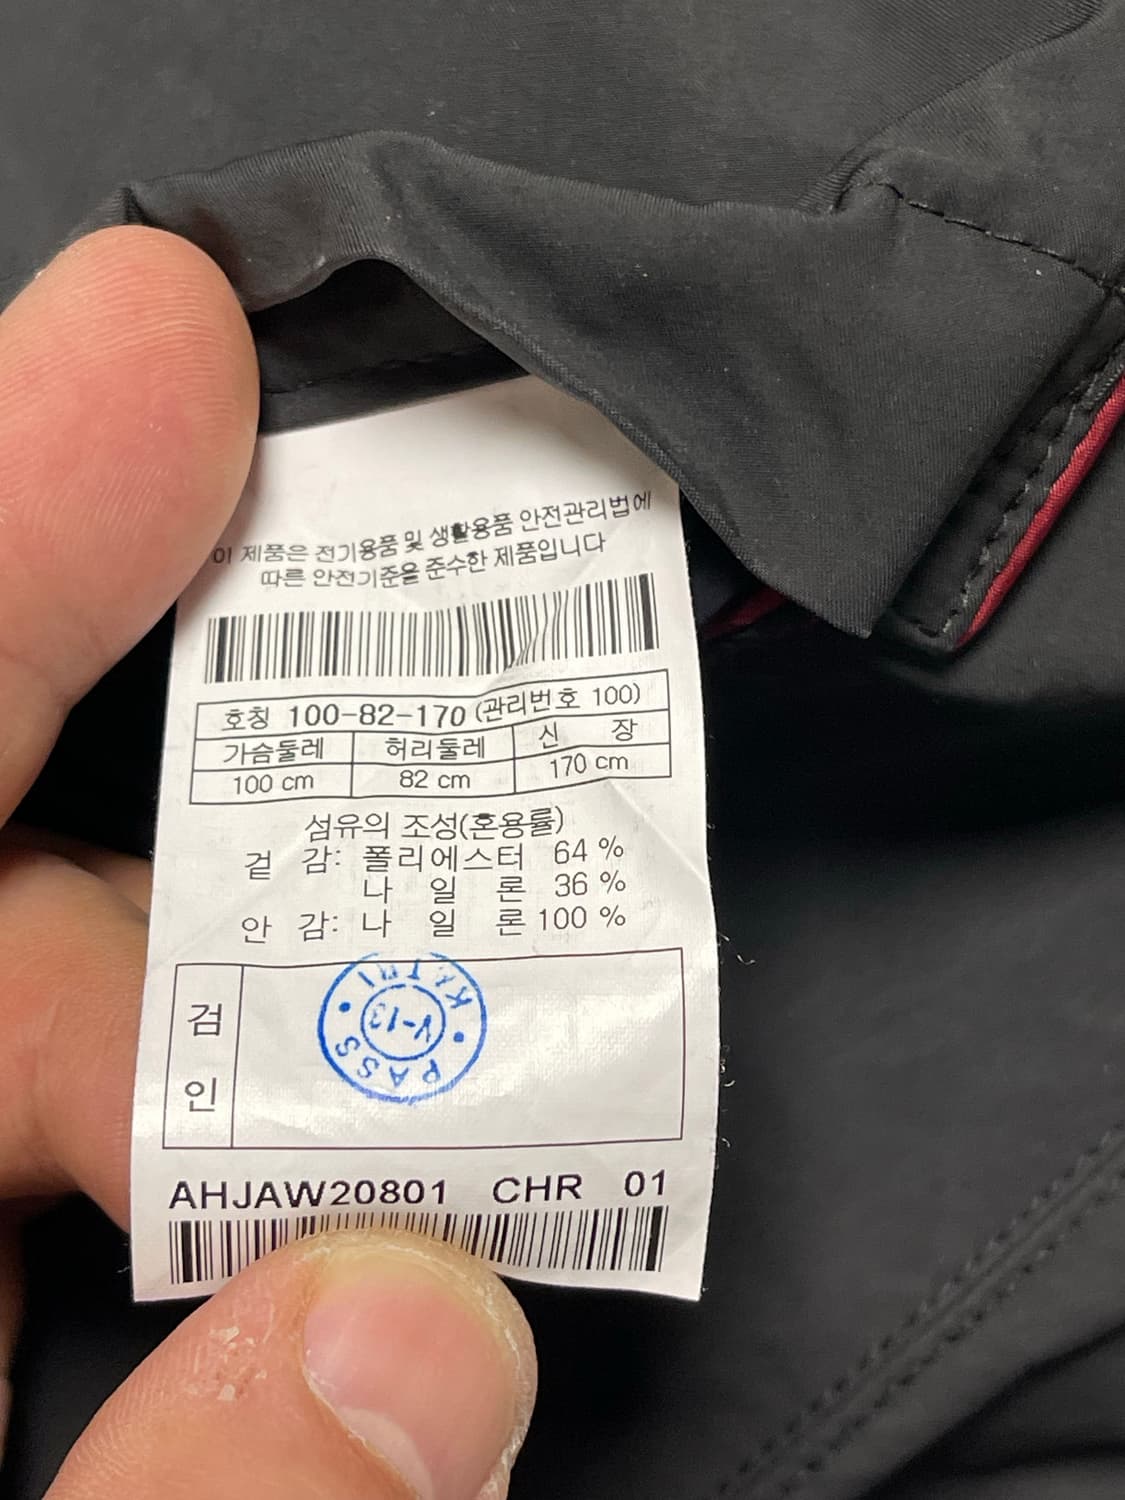 이 제품은 전기용품 및 생활용품 안전관리법에
따른 안전기준을 준수한 제품입니다
호칭 100-82-170 (관리번호 100)
가슴둘레 허리둘레 신 장
100 cm 82 cm 170 cm
섬유의 조성(혼용률)
겉 감: 폴리에스터 64 %
나 일 론 36 %
안 감: 나 일 론 100 %
검
인
KATRI
V-13
PASS
AHJAW20801 CHR 01